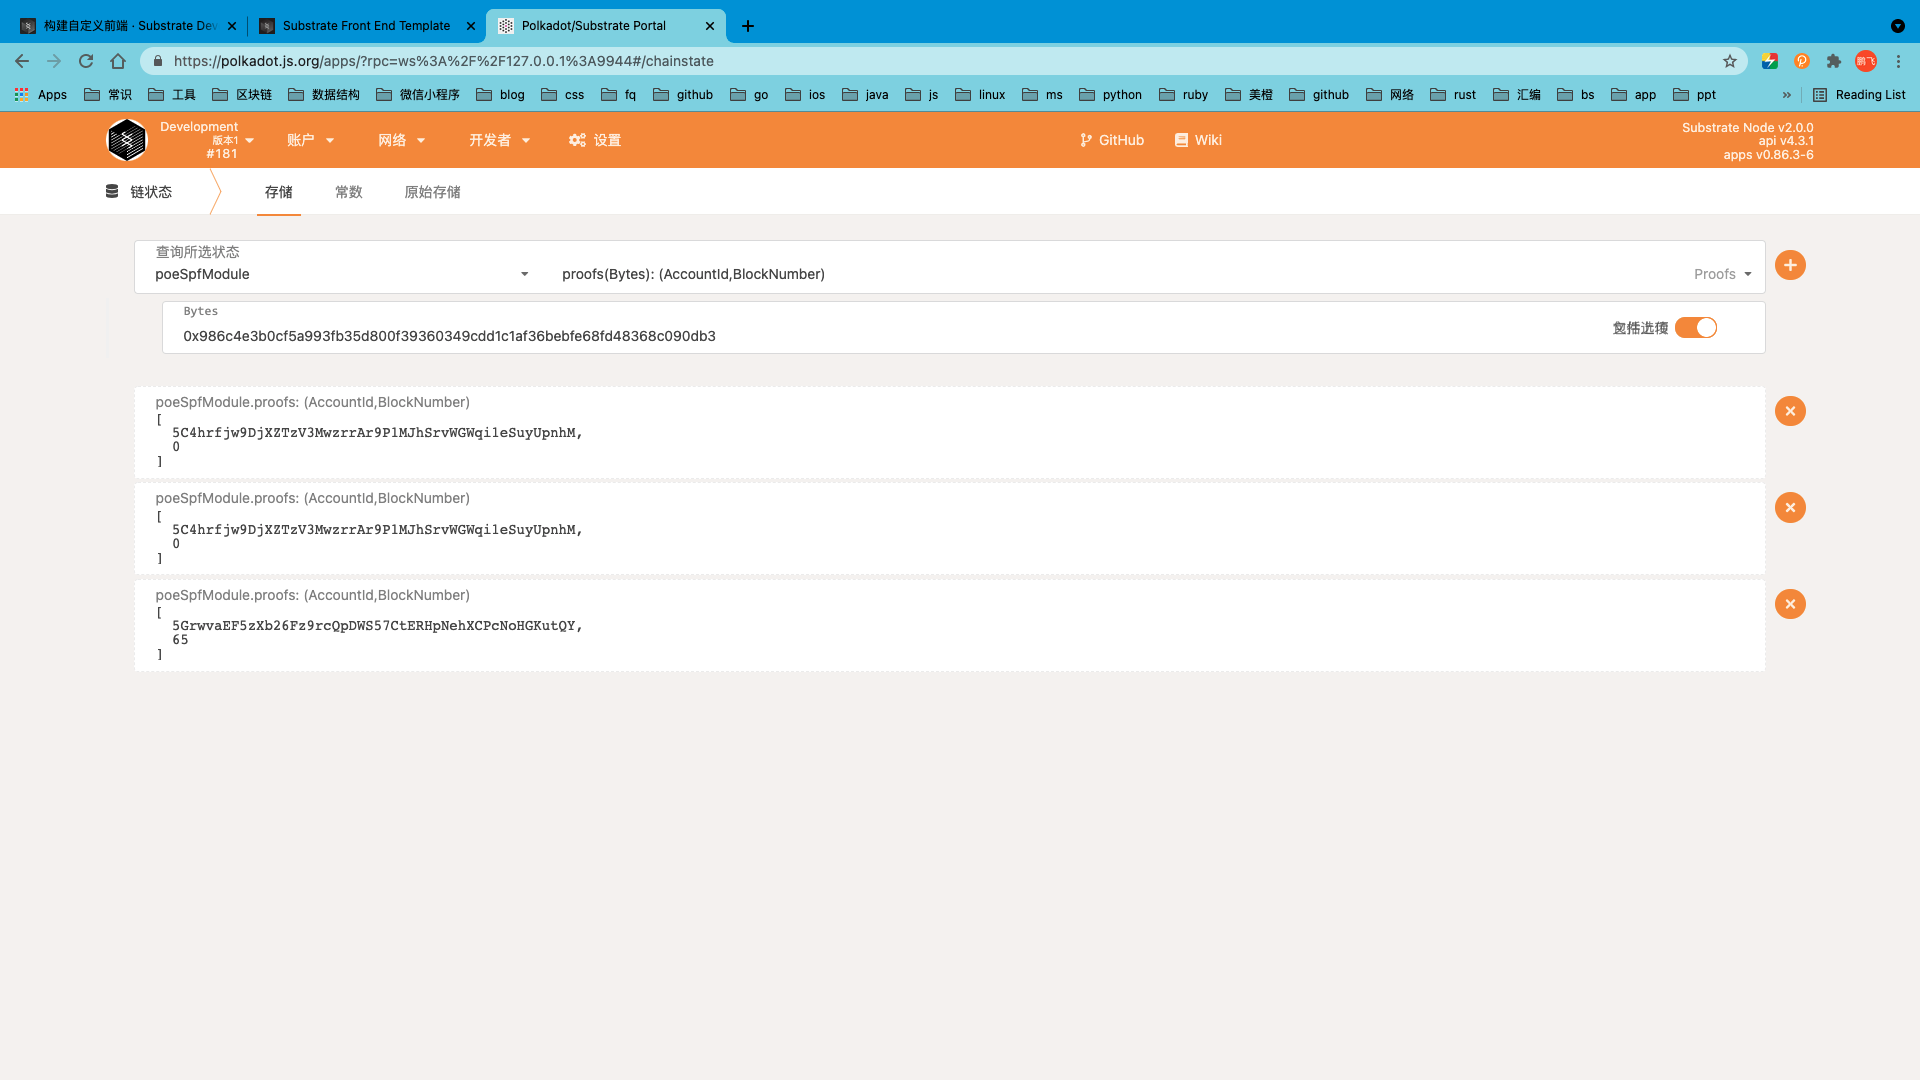 构建自定义前端 · Substrate Dev
Substrate Front End Template
Polkadot/Substrate Portal
https://polkadot.js.org/apps/?rpc=ws%3A%2F%2F127.0.0.1%3A9944#/chainstate
鹏飞
Apps 常识 工具 区块链 数据结构 微信小程序 blog css fq github go ios java js linux ms python ruby 美橙 github 网络 rust 汇编 bs app ppt » Reading List
Development
版本1
#181
账户 网络 开发者 设置 GitHub Wiki
Substrate Node v2.0.0
api v4.3.1
apps v0.86.3-6
链状态 存储 常数 原始存储
查询所选状态
poeSpfModule proofs(Bytes): (AccountId,BlockNumber) Proofs
Bytes
0x986c4e3b0cf5a993fb35d800f39360349cdd1c1af36bebfe68fd48368c090db3
poeSpfModule.proofs: (AccountId,BlockNumber)
[
5C4hrfjw9DjXZTzV3MwzrrAr9P1MJhSrvWGWqi1eSuyUpnhM,
0
]
poeSpfModule.proofs: (AccountId,BlockNumber)
[
5C4hrfjw9DjXZTzV3MwzrrAr9P1MJhSrvWGWqi1eSuyUpnhM,
0
]
poeSpfModule.proofs: (AccountId,BlockNumber)
[
5GrwvaEF5zXb26Fz9rcQpDWS57CtERHpNehXCPcNoHGKutQY,
65
]